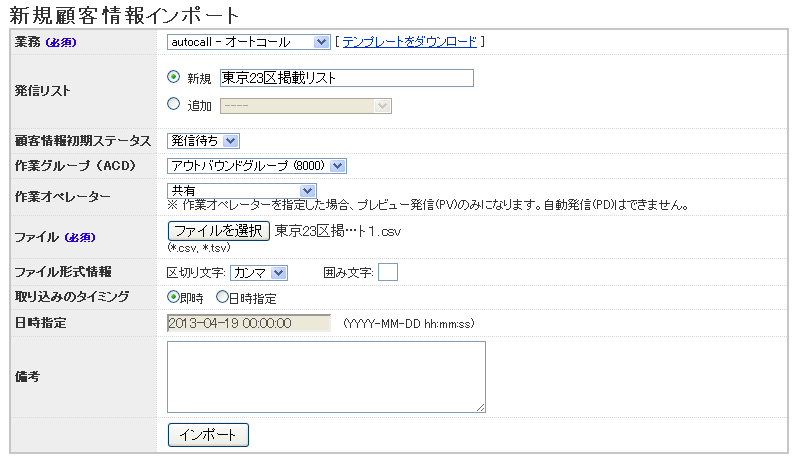 新規顧客情報インポート
業務 (必須) autocall - オートコール [ テンプレートをダウンロード ]
発信リスト
新規 東京23区掲載リスト
追加 ----
顧客情報初期ステータス 発信待ち
作業グループ（ACD） アウトバウンドグループ (8000)
作業オペレーター 共有
※ 作業オペレーターを指定した場合、プレビュー発信(PV)のみになります。自動発信(PD)はできません。
ファイル (必須) ファイルを選択 東京23区掲…ト1.csv
(*.csv, *.tsv)
ファイル形式情報 区切り文字: カンマ 囲み文字:
取り込みのタイミング 即時 日時指定
日時指定 2013-04-19 00:00:00 (YYYY-MM-DD hh:mm:ss)
備考
インポート